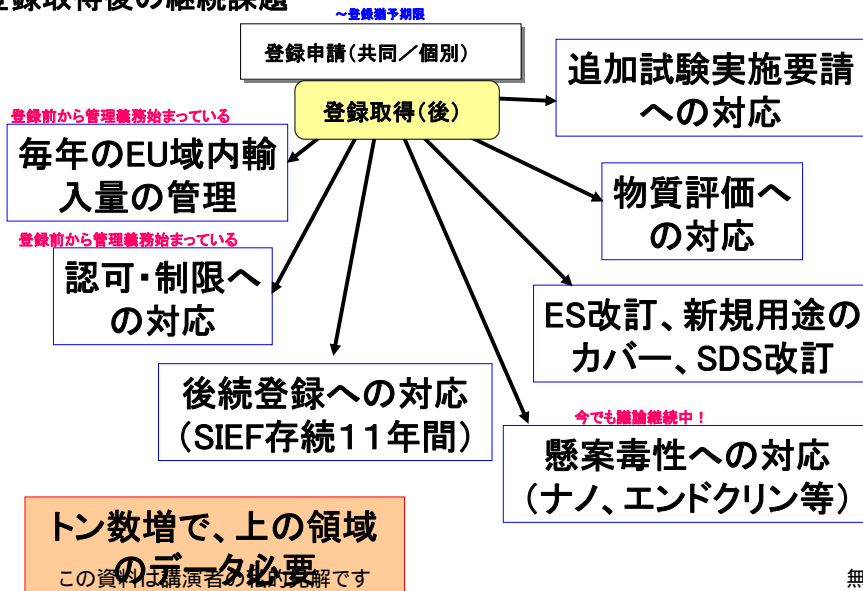 登録取得後の継続課題
～登録猶予期限
登録申請(共同／個別)
登録取得(後)
追加試験実施要請
への対応
登録前から管理義務始まっている
毎年のEU域内輸
入量の管理
物質評価へ
の対応
登録前から管理義務始まっている
認可・制限へ
の対応
ES改訂、新規用途の
カバー、SDS改訂
後続登録への対応
(SIEF存続１１年間)
今でも議論継続中！
懸案毒性への対応
(ナノ、エンドクリン等)
トン数増で、上の領域
のデータ必要
この資料は講演者の私的見解です
無